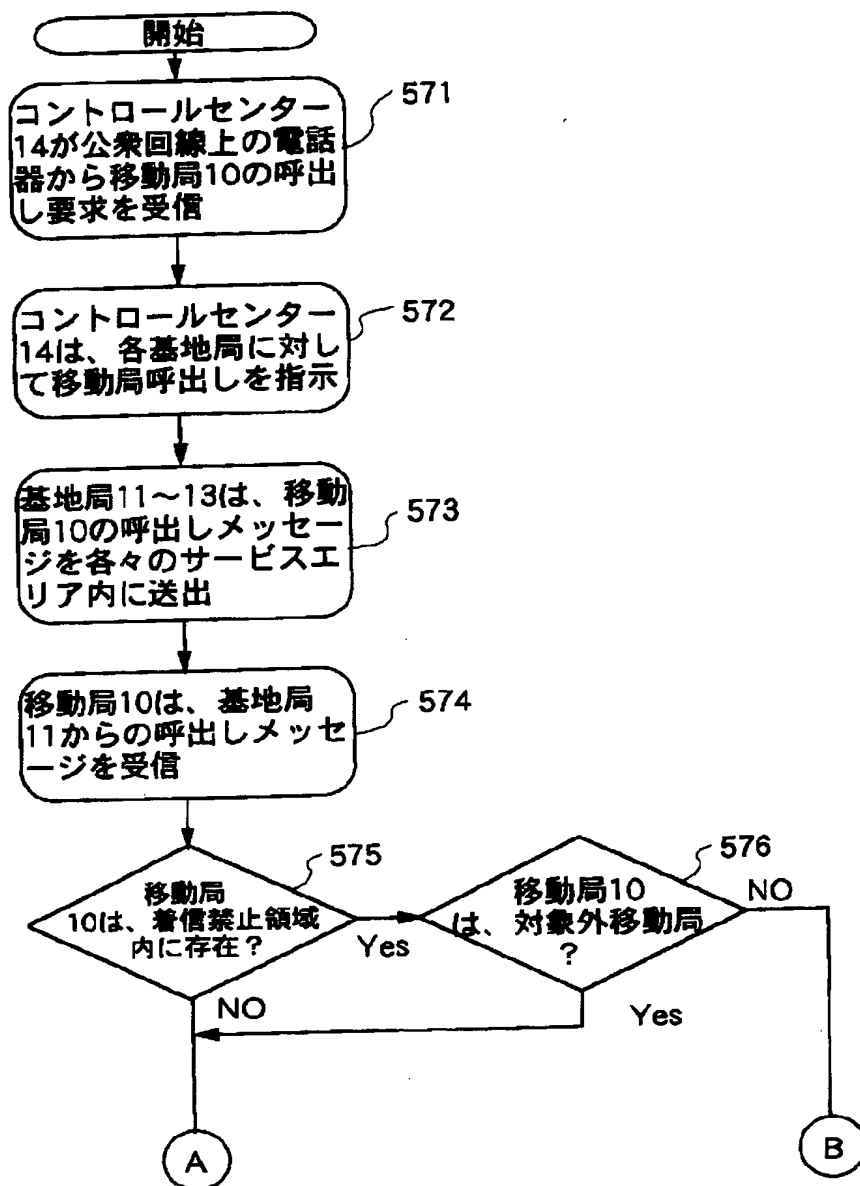 開始
コントロールセンター
14が公衆回線上の電話
器から移動局10の呼出
し要求を受信
571
コントロールセンター
14は、各基地局に対し
て移動局呼出しを指示
572
基地局11～13は、移動
局10の呼出しメッセー
ジを各々のサービスエ
リア内に送出
573
移動局10は、基地局
11からの呼出しメッセ
ージを受信
574
移動局
10は、着信禁止領域
内に存在？
575
Yes
NO
移動局10
は、対象外移動局
？
576
NO
Yes
A
B